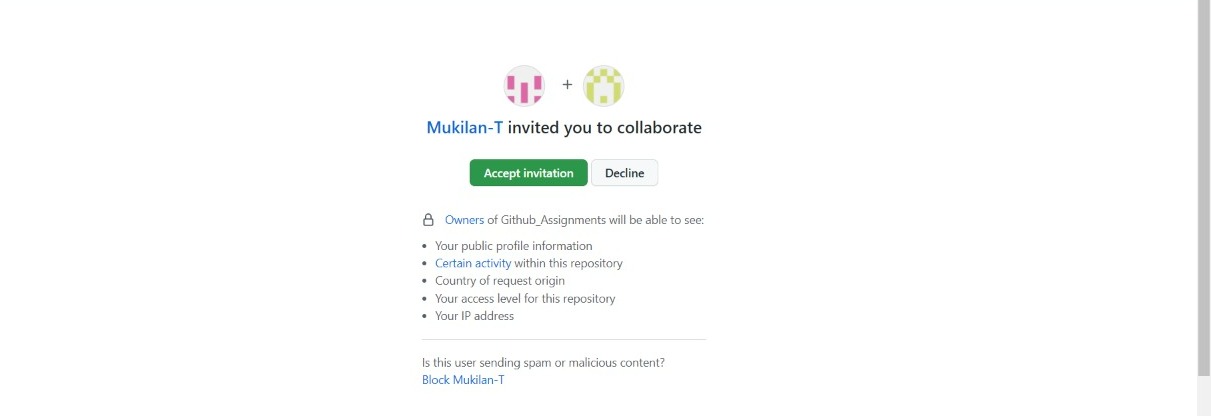 +
Mukilan-T invited you to collaborate
Accept invitation Decline
Owners of Github_Assignments will be able to see:
• Your public profile information
• Certain activity within this repository
• Country of request origin
• Your access level for this repository
• Your IP address
Is this user sending spam or malicious content?
Block Mukilan-T